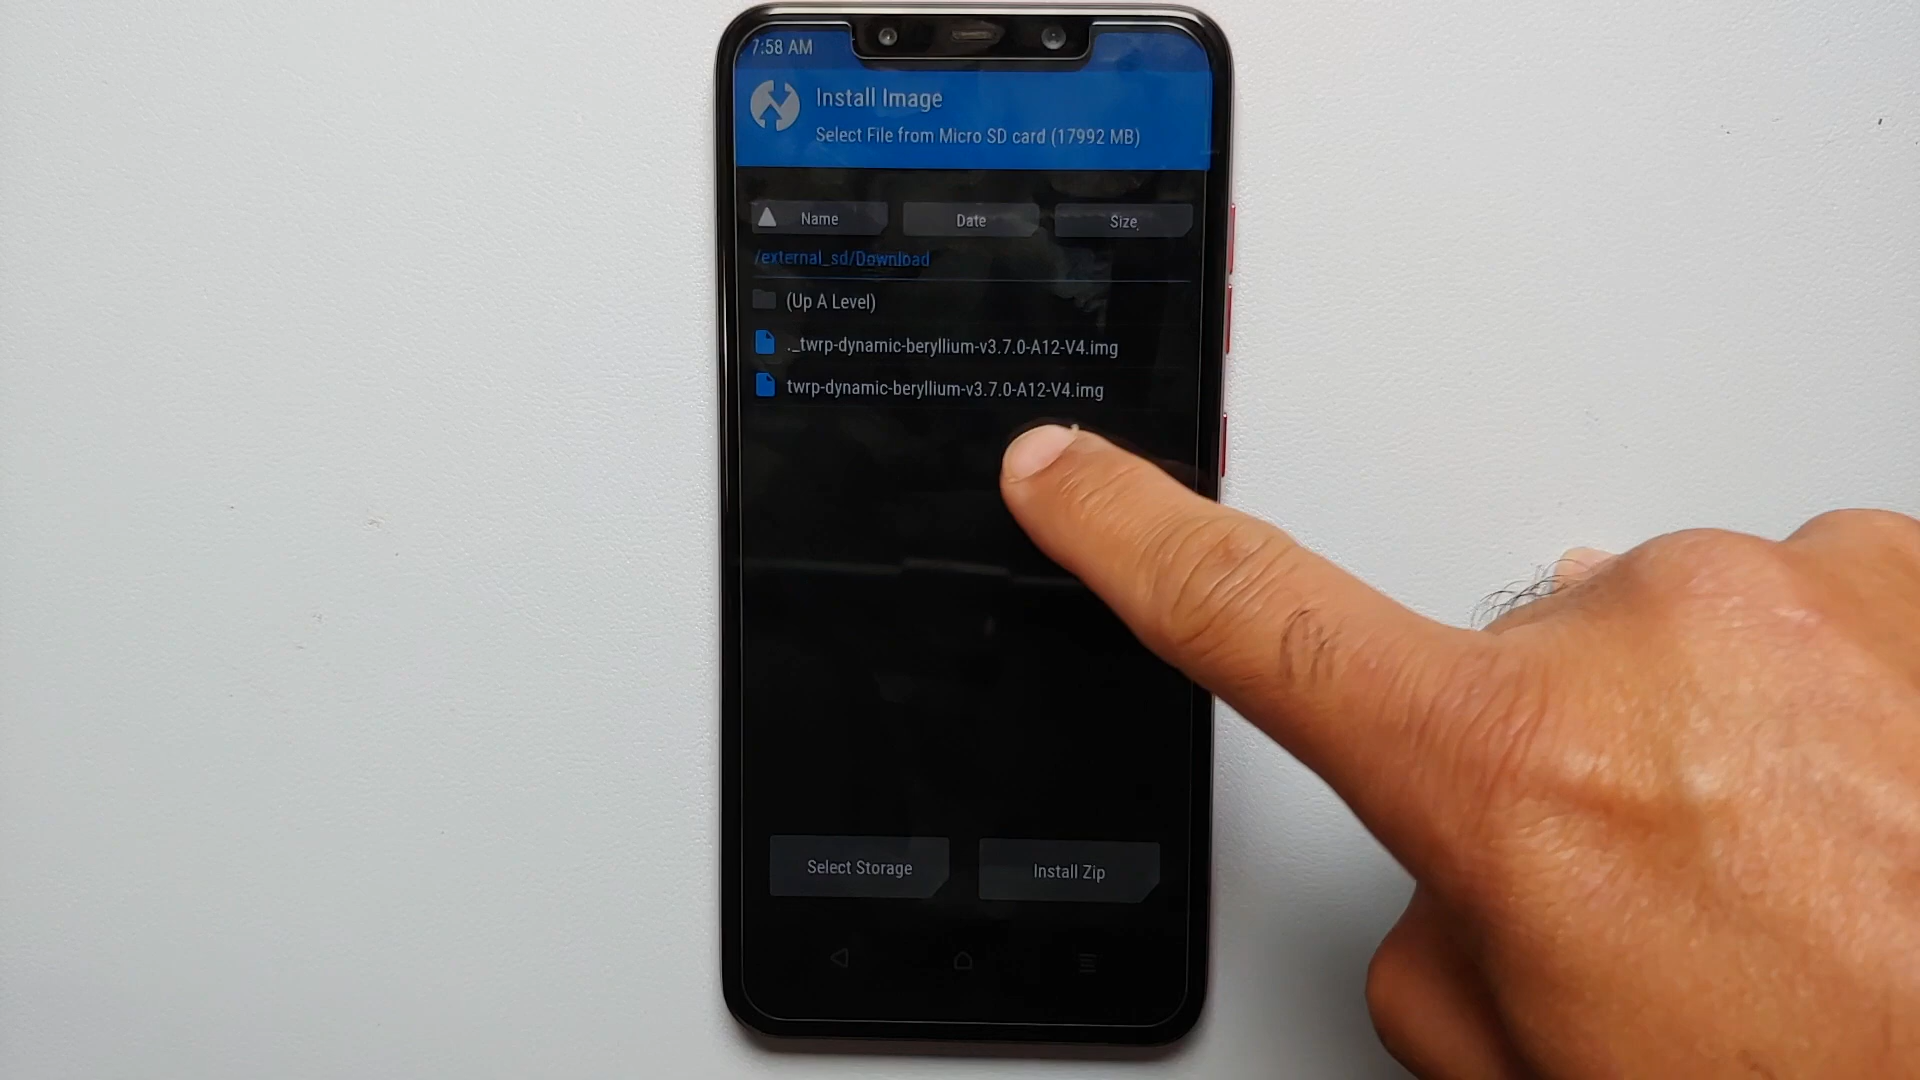 7:58 AM
Install Image
Select File from Micro SD card (17992 MB)
Name
Date
Size
/external_sd/Download
(Up A Level)
._twrp-dynamic-beryllium-v3.7.0-A12-V4.img
twrp-dynamic-beryllium-v3.7.0-A12-V4.img
Select Storage
Install Zip